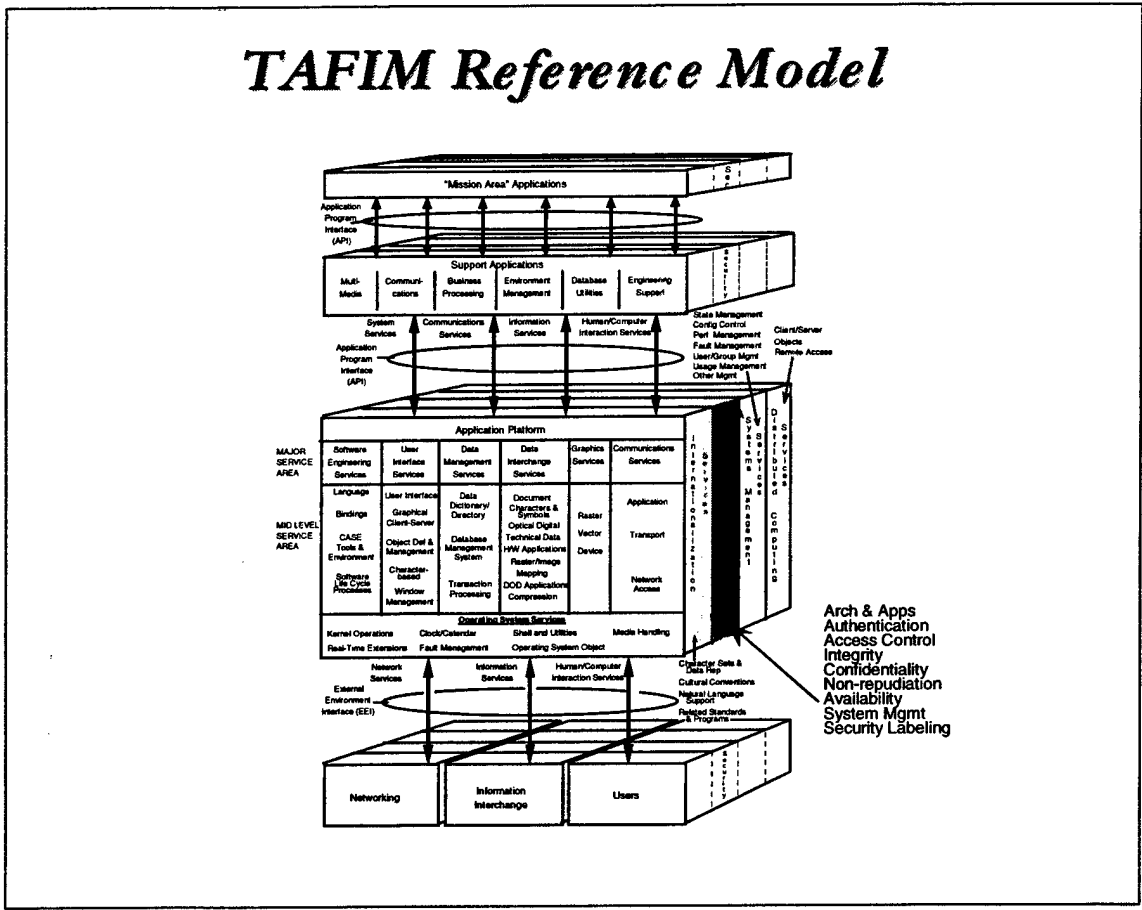 TAFIM Reference Model
"Mission Area" Applications
Sec
Application
Program
Interface
(API)
Support Applications
Multi-
Media
Communi-
cations
Business
Processing
Environment
Management
Database
Utilities
Engineering
Support
Security
System
Services
Communications
Services
Information
Services
Human/Computer
Interaction Services
Application
Program
Interface
(API)
State Management
Config Control
Perf Management
Fault Management
User/Group Mgmt
Usage Management
Other Mgmt
Client/Server
Objects
Remote Access
Application Platform
MAJOR
SERVICE
AREA
Software
Engineering
Services
User
Interface
Services
Data
Management
Services
Data
Interchange
Services
Graphics
Services
Communications
Services
MID LEVEL
SERVICE
AREA
Language
Bindings
CASE
Tools &
Environment
Software
Life Cycle
Processes
User Interface
Graphical
Client-Server
Object Def &
Management
Character-
based
Window
Management
Data
Dictionary/
Directory
Database
Management
System
Transaction
Processing
Document
Characters &
Symbols
Optical Digital
Technical Data
H/W Applications
Raster/Image
Mapping
DOD Applications
Compression
Raster
Vector
Device
Application
Transport
Network
Access
Internationalization
Services
Systems Management
Services
Distributed Computing
Services
Operating System Services
Kernel Operations
Clock/Calendar
Shell and Utilities
Media Handling
Real-Time Extensions
Fault Management
Operating System Object
Network
Services
Information
Services
Human/Computer
Interaction Services
External
Environment
Interface (EEI)
Character Sets &
Data Rep
Cultural Conventions
Natural Language
Support
Related Standards
& Programs
Arch & Apps
Authentication
Access Control
Integrity
Confidentiality
Non-repudiation
Availability
System Mgmt
Security Labeling
Networking
Information
Interchange
Users
Security